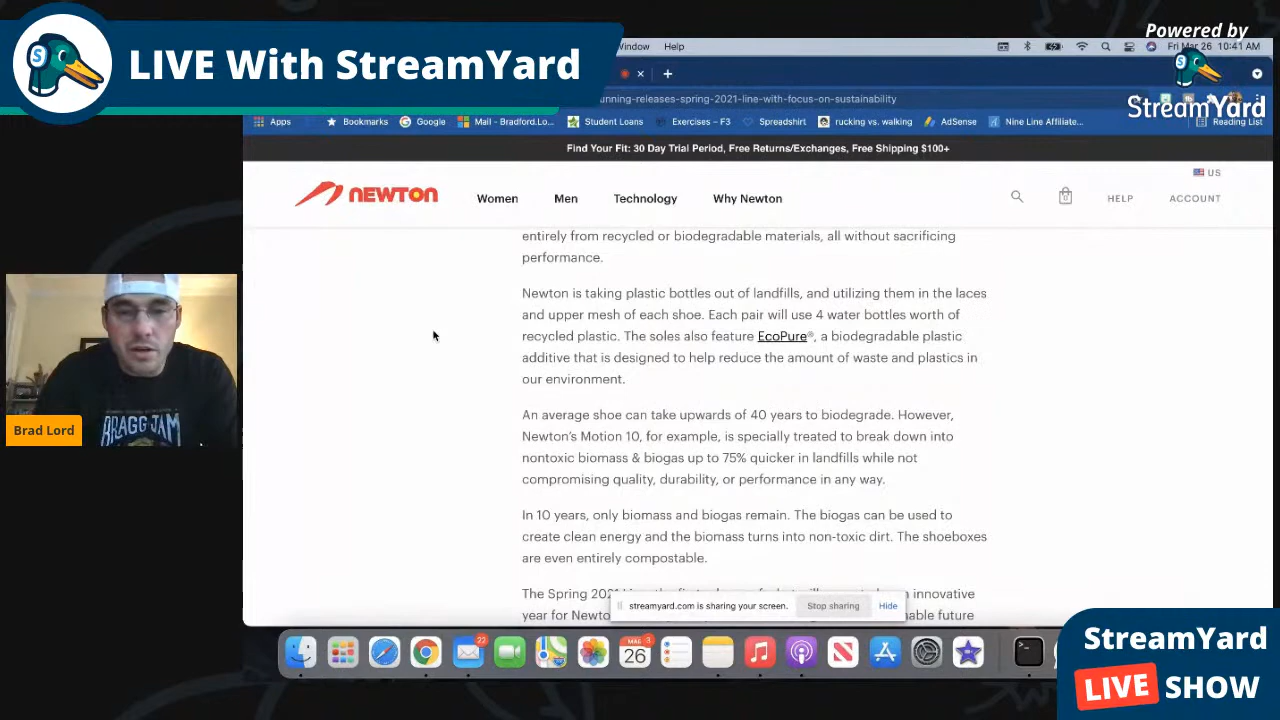 LIVE With StreamYard
S
Powered by
StreamYard
Window Help
Fri Mar 26 10:41 AM
unning-releases-spring-2021-line-with-focus-on-sustainability
Apps Bookmarks Google Mail - Bradford.Lo... Student Loans Exercises – F3 Spreadshirt rucking vs. walking AdSense Nine Line Affiliate... Reading List
Find Your Fit: 30 Day Trial Period, Free Returns/Exchanges, Free Shipping $100+
US
NEWTON Women Men Technology Why Newton 0 HELP ACCOUNT
entirely from recycled or biodegradable materials, all without sacrificing
performance.
Newton is taking plastic bottles out of landfills, and utilizing them in the laces
and upper mesh of each shoe. Each pair will use 4 water bottles worth of
recycled plastic. The soles also feature EcoPure®, a biodegradable plastic
additive that is designed to help reduce the amount of waste and plastics in
our environment.
An average shoe can take upwards of 40 years to biodegrade. However,
Newton's Motion 10, for example, is specially treated to break down into
nontoxic biomass & biogas up to 75% quicker in landfills while not
compromising quality, durability, or performance in any way.
In 10 years, only biomass and biogas remain. The biogas can be used to
create clean energy and the biomass turns into non-toxic dirt. The shoeboxes
are even entirely compostable.
The Spring 202 innovative
year for Newto nable future
streamyard.com is sharing your screen. Stop sharing Hide
Brad Lord
BRAGG JAM
22
MAR 3
26
StreamYard
LIVE SHOW